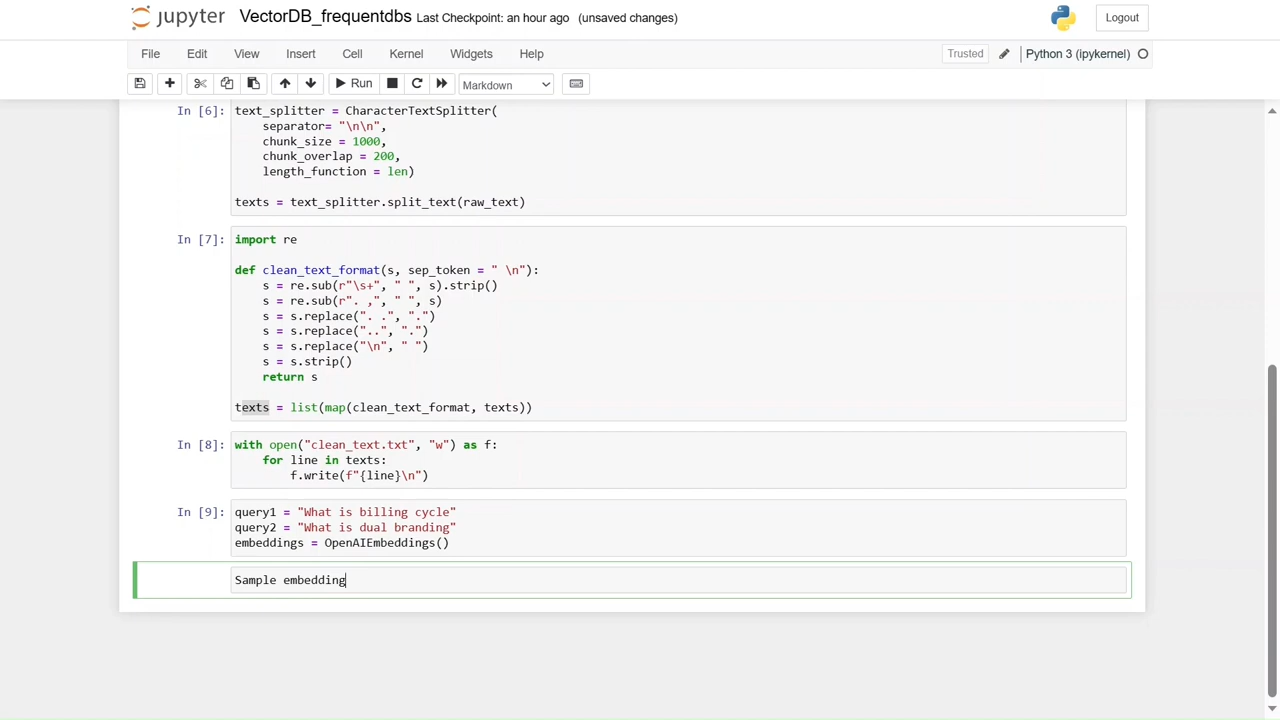 jupyter VectorDB_frequentdbs Last Checkpoint: an hour ago (unsaved changes)
Logout
File Edit View Insert Cell Kernel Widgets Help
Trusted Python 3 (ipykernel)
Run Markdown
In [6]: text_splitter = CharacterTextSplitter(
    separator= "\n\n",
    chunk_size = 1000,
    chunk_overlap = 200,
    length_function = len)
texts = text_splitter.split_text(raw_text)
In [7]: import re
def clean_text_format(s, sep_token = " \n"):
    s = re.sub(r"\s+", " ", s).strip()
    s = re.sub(r". ,", " ", s)
    s = s.replace(". .", ".")
    s = s.replace("..", ".")
    s = s.replace("\n", " ")
    s = s.strip()
    return s
texts = list(map(clean_text_format, texts))
In [8]: with open("clean_text.txt", "w") as f:
    for line in texts:
        f.write(f"{line}\n")
In [9]: query1 = "What is billing cycle"
query2 = "What is dual branding"
embeddings = OpenAIEmbeddings()
Sample embedding